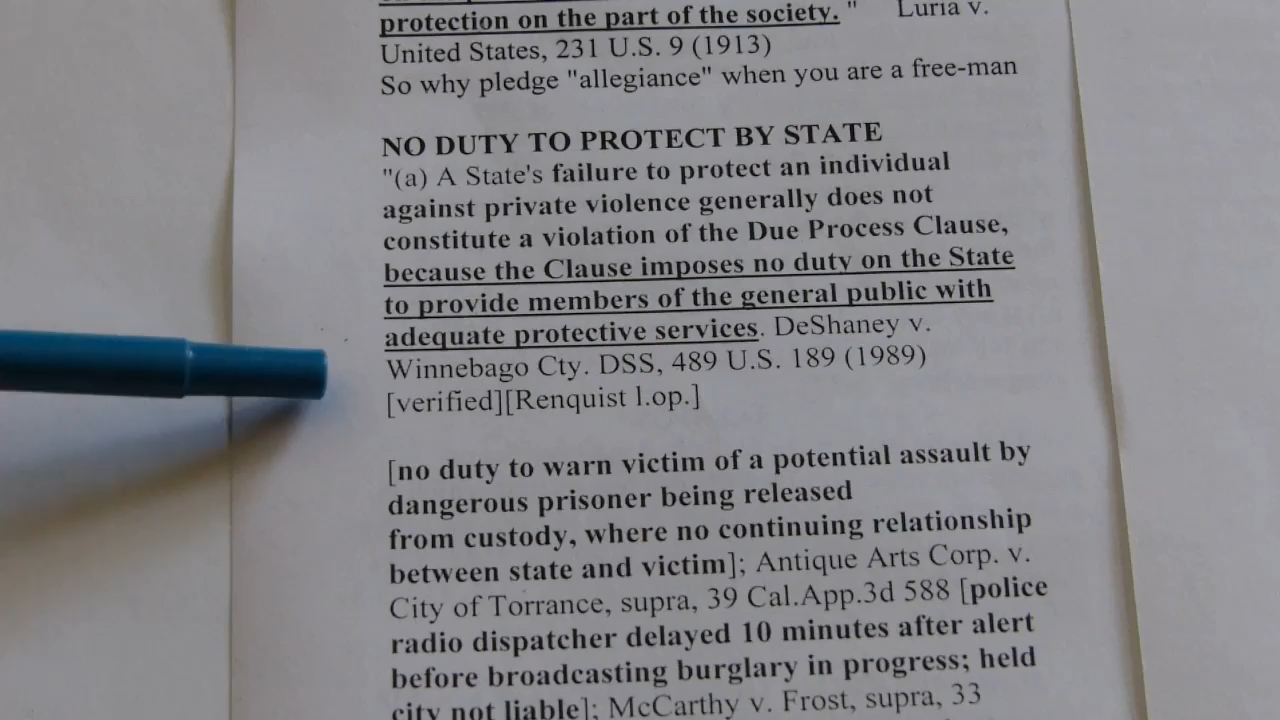 protection on the part of the society. " Luria v.
United States, 231 U.S. 9 (1913)
So why pledge "allegiance" when you are a free-man
NO DUTY TO PROTECT BY STATE
"(a) A State's failure to protect an individual
against private violence generally does not
constitute a violation of the Due Process Clause,
because the Clause imposes no duty on the State
to provide members of the general public with
adequate protective services. DeShaney v.
Winnebago Cty. DSS, 489 U.S. 189 (1989)
[verified][Renquist l.op.]
[no duty to warn victim of a potential assault by
dangerous prisoner being released
from custody, where no continuing relationship
between state and victim]; Antique Arts Corp. v.
City of Torrance, supra, 39 Cal.App.3d 588 [police
radio dispatcher delayed 10 minutes after alert
before broadcasting burglary in progress; held
city not liable]; McCarthy v. Frost, supra, 33